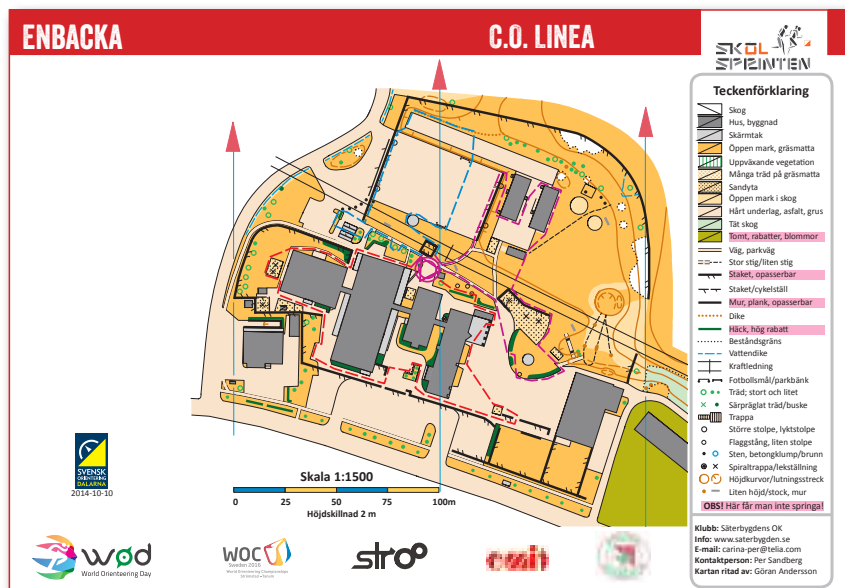 ENBACKA
C.O. LINEA
SKOL
SPRINTEN
Teckenförklaring
Skog
Hus, byggnad
Skärmtak
Öppen mark, gräsmatta
Uppväxande vegetation
Många träd på gräsmatta
Sandyta
Öppen mark i skog
Hårt underlag, asfalt, grus
Tät skog
Tomt, rabatter, blommor
Väg, parkväg
Stor stig/liten stig
Staket, opasserbar
Staket/cykelställ
Mur, plank, opasserbar
Dike
Häck, hög rabatt
Beståndsgräns
Vattendike
Kraftledning
Fotbollsmål/parkbänk
Träd; stort och litet
Särpräglat träd/buske
Trappa
Större stolpe, lyktstolpe
Flaggstång, liten stolpe
Sten, betongklump/brunn
Spiraltrappa/lekställning
Höjdkurvor/lutningsstreck
Liten höjd/stock, mur
OBS! Här får man inte springa!
Klubb: Säterbygdens OK
Info: www.saterbygden.se
E-mail: carina-per@telia.com
Kontaktperson: Per Sandberg
Kartan ritad av: Göran Andersson
SVENSK
ORIENTERING
DALARNA
2014-10-10
Skala 1:1500
0 25 50 75 100m
Höjdskillnad 2 m
wod
World Orienteering Day
WOC
Sweden 2016
World Orienteering Championships
Strömstad - Tanum
stroo
emit